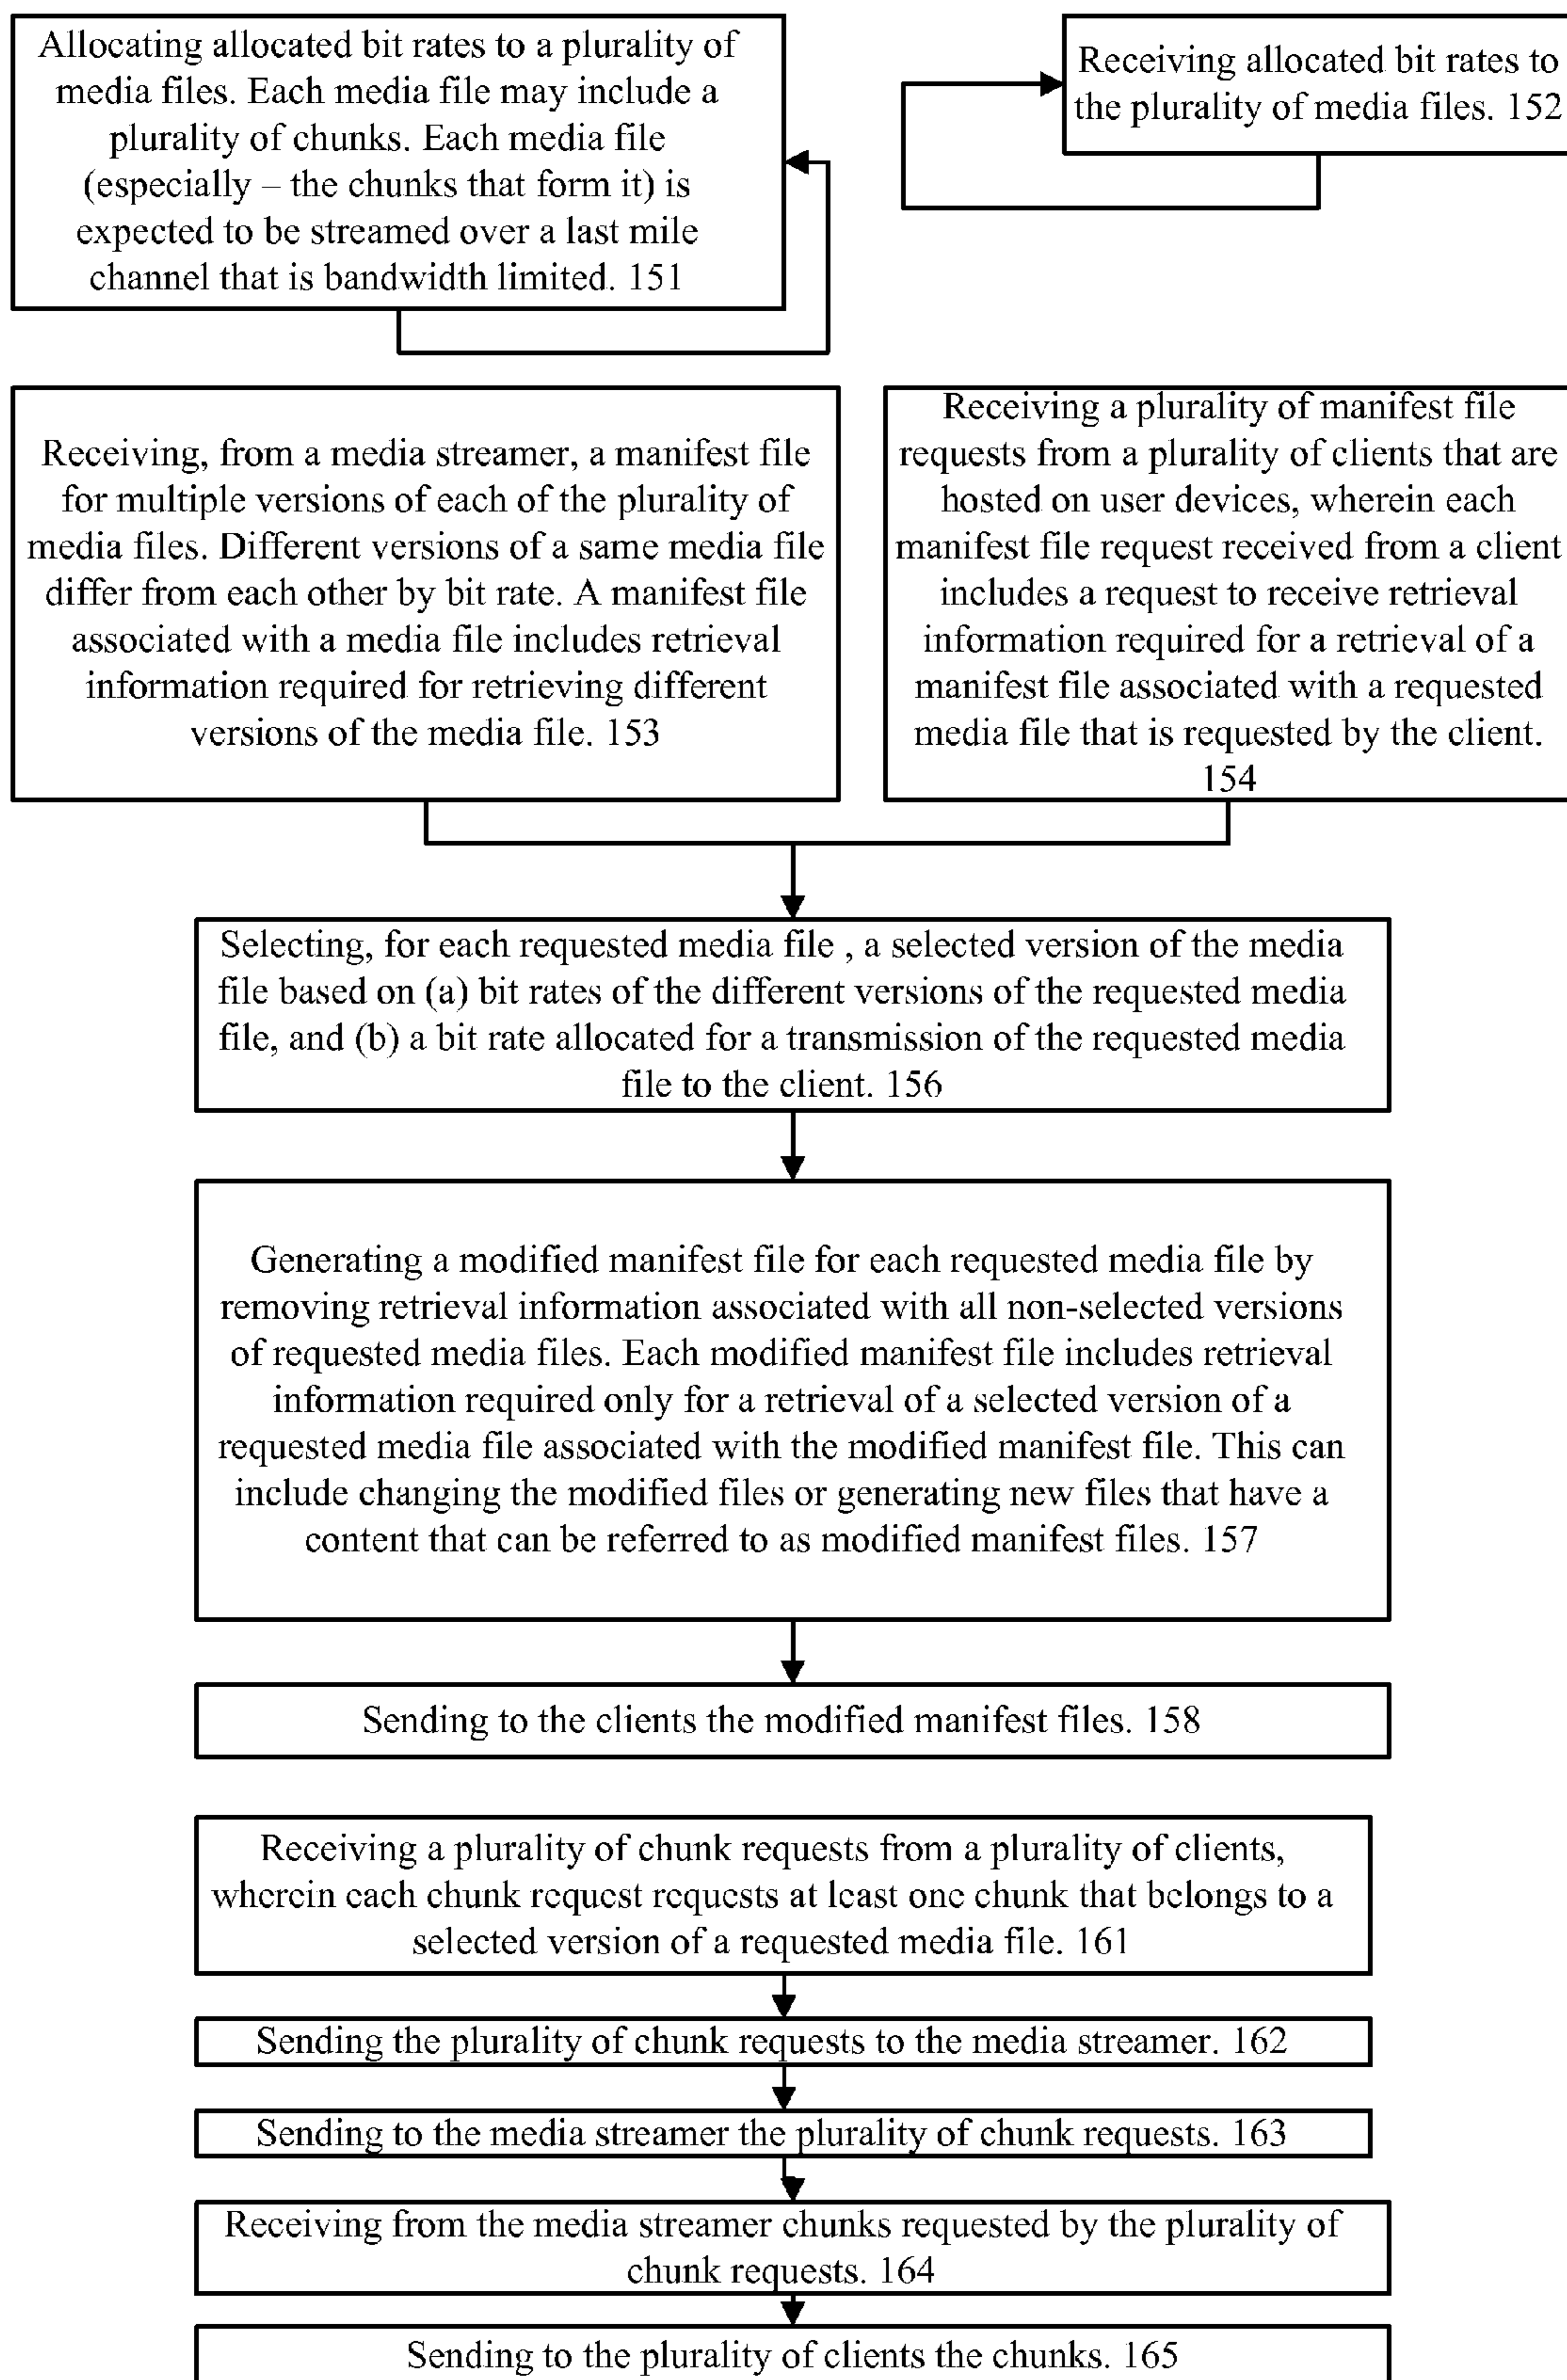 Allocating allocated bit rates to a plurality of
media files. Each media file may include a
plurality of chunks. Each media file
(especially – the chunks that form it) is
expected to be streamed over a last mile
channel that is bandwidth limited. 151
Receiving allocated bit rates to
the plurality of media files. 152
Receiving, from a media streamer, a manifest file
for multiple versions of each of the plurality of
media files. Different versions of a same media file
differ from each other by bit rate. A manifest file
associated with a media file includes retrieval
information required for retrieving different
versions of the media file. 153
Receiving a plurality of manifest file
requests from a plurality of clients that are
hosted on user devices, wherein each
manifest file request received from a client
includes a request to receive retrieval
information required for a retrieval of a
manifest file associated with a requested
media file that is requested by the client.
154
Selecting, for each requested media file , a selected version of the media
file based on (a) bit rates of the different versions of the requested media
file, and (b) a bit rate allocated for a transmission of the requested media
file to the client. 156
Generating a modified manifest file for each requested media file by
removing retrieval information associated with all non-selected versions
of requested media files. Each modified manifest file includes retrieval
information required only for a retrieval of a selected version of a
requested media file associated with the modified manifest file. This can
include changing the modified files or generating new files that have a
content that can be referred to as modified manifest files. 157
Sending to the clients the modified manifest files. 158
Receiving a plurality of chunk requests from a plurality of clients,
wherein each chunk request requests at least one chunk that belongs to a
selected version of a requested media file. 161
Sending the plurality of chunk requests to the media streamer. 162
Sending to the media streamer the plurality of chunk requests. 163
Receiving from the media streamer chunks requested by the plurality of
chunk requests. 164
Sending to the plurality of clients the chunks. 165